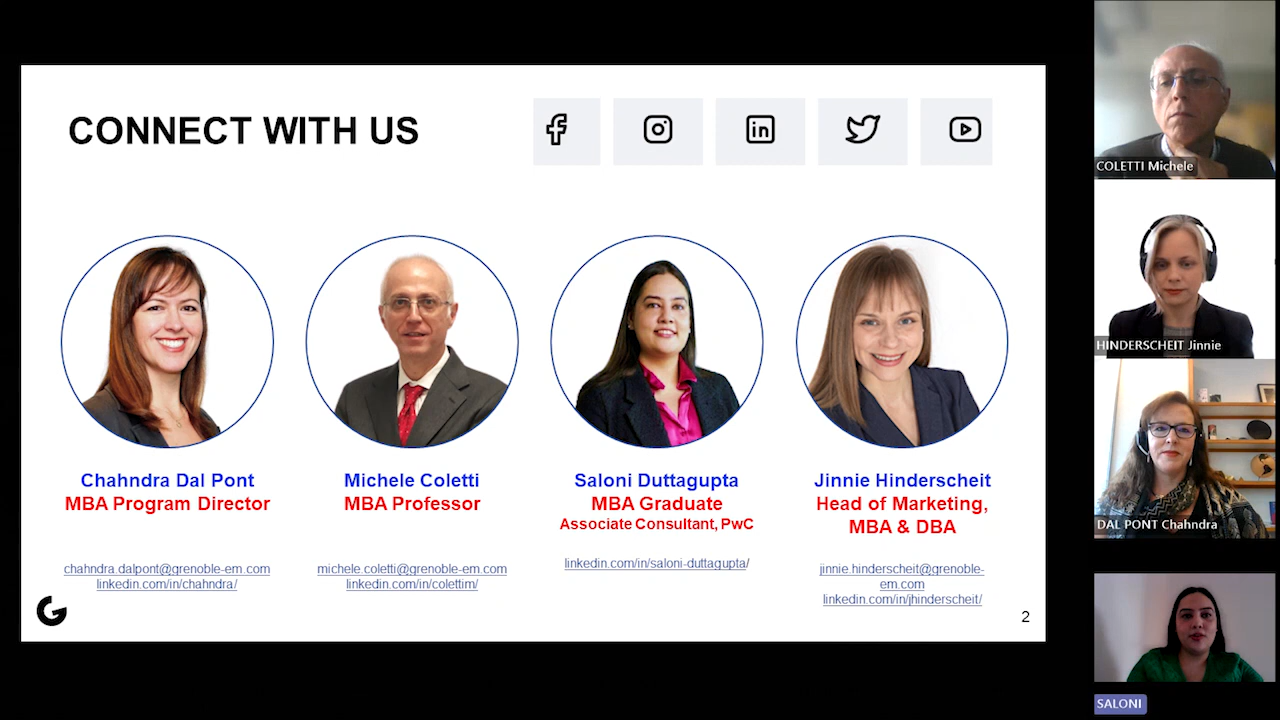 CONNECT WITH US
Chahndra Dal Pont
MBA Program Director
chahndra.dalpont@grenoble-em.com
linkedin.com/in/chahndra/
Michele Coletti
MBA Professor
michele.coletti@grenoble-em.com
linkedin.com/in/colettim/
Saloni Duttagupta
MBA Graduate
Associate Consultant, PwC
linkedin.com/in/saloni-duttagupta/
Jinnie Hinderscheit
Head of Marketing,
MBA & DBA
jinnie.hinderscheit@grenoble-
em.com
linkedin.com/in/jhinderscheit/
2
COLETTI Michele
HINDERSCHEIT Jinnie
DAL PONT Chahndra
SALONI